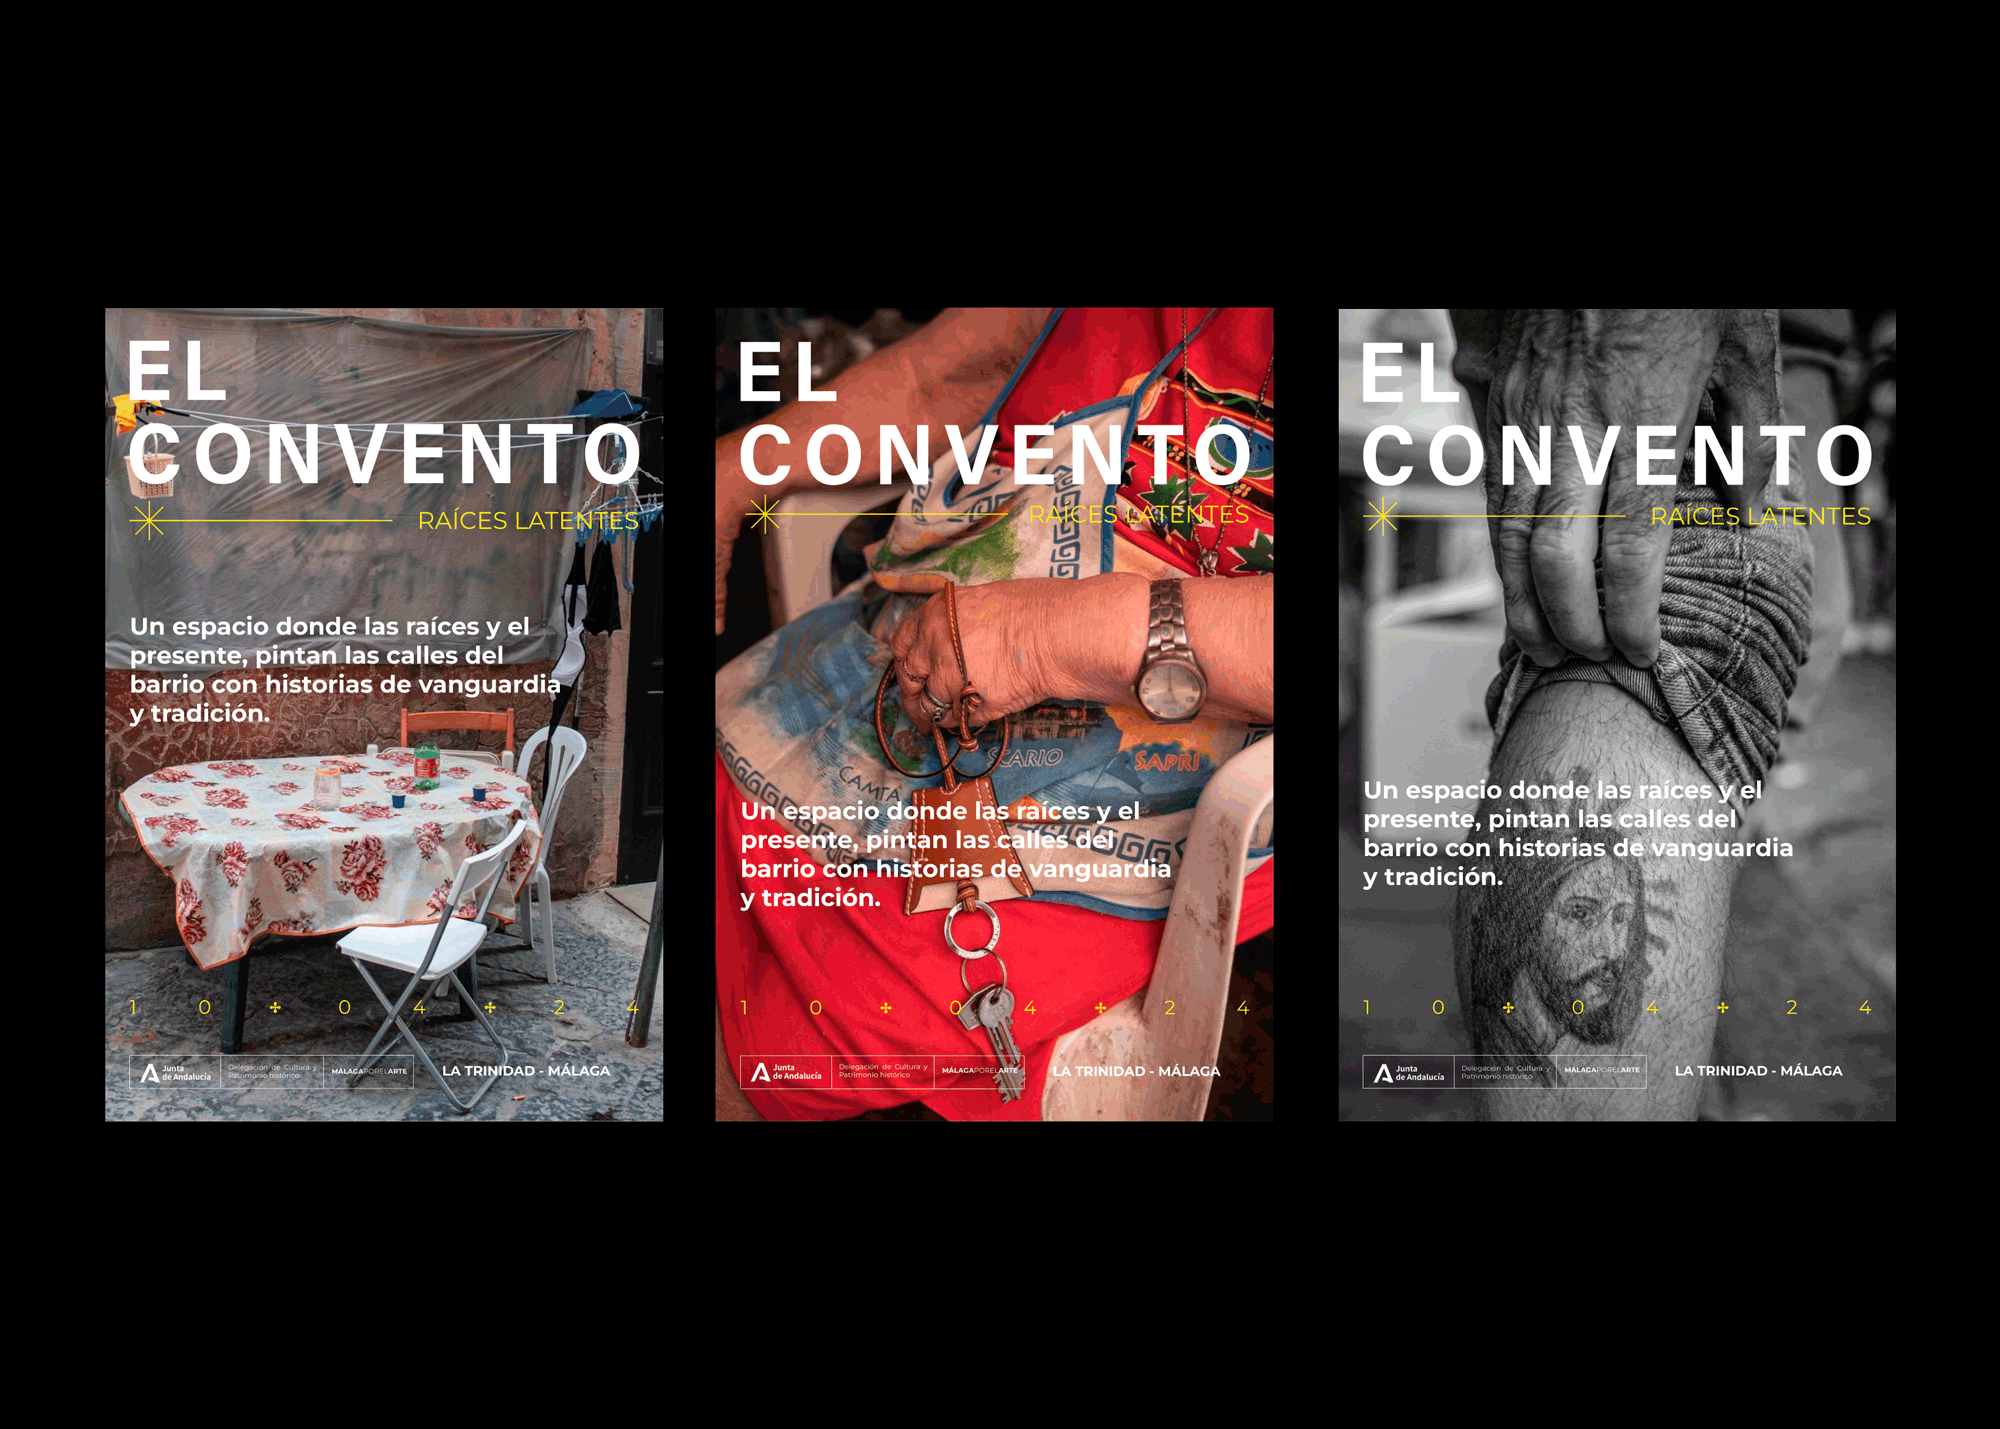 EL
CONVENTO
RAÍCES LATENTES
Un espacio donde las raíces y el
presente, pintan las calles del
barrio con historias de vanguardia
y tradición.
1 0 ✢ 0 4 ✢ 2 4
Junta
de Andalucía
Delegación de Cultura y
Patrimonio histórico
MÁLAGAPORELARTE
LA TRINIDAD - MÁLAGA
EL
CONVENTO
RAÍCES LATENTES
SCARIO
SAPRI
CAMTA
Un espacio donde las raíces y el
presente, pintan las calles del
barrio con historias de vanguardia
y tradición.
1 0 ✢ 0 4 ✢ 2 4
Junta
de Andalucía
Delegación de Cultura y
Patrimonio histórico
MÁLAGAPORELARTE
LA TRINIDAD - MÁLAGA
EL
CONVENTO
RAÍCES LATENTES
Un espacio donde las raíces y el
presente, pintan las calles del
barrio con historias de vanguardia
y tradición.
1 0 ✢ 0 4 ✢ 2 4
Junta
de Andalucía
Delegación de Cultura y
Patrimonio histórico
MÁLAGAPORELARTE
LA TRINIDAD - MÁLAGA